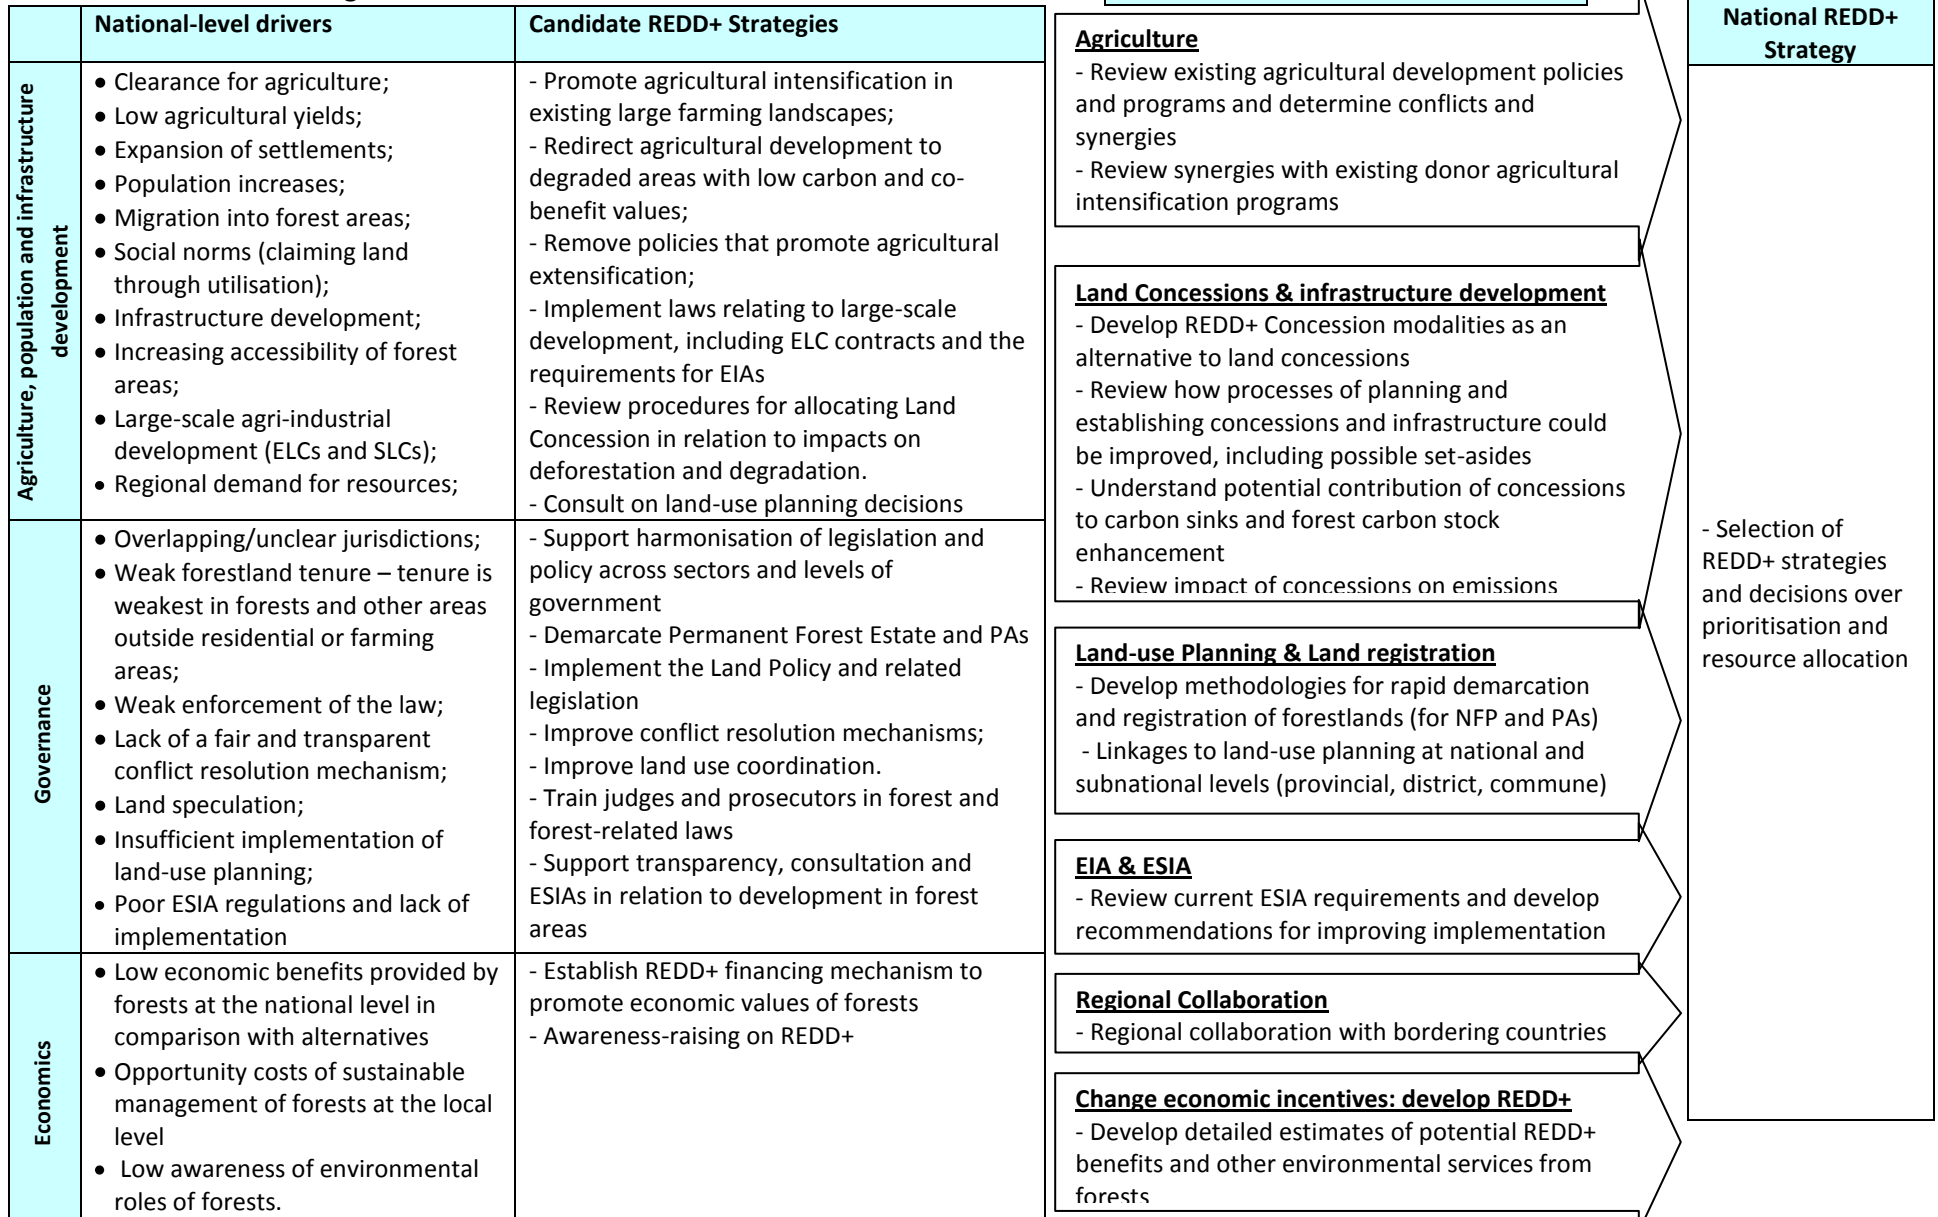 National-level drivers
Candidate REDD+ Strategies
Agriculture, population and infrastructure
development
• Clearance for agriculture;
• Low agricultural yields;
• Expansion of settlements;
• Population increases;
• Migration into forest areas;
• Social norms (claiming land
through utilisation);
• Infrastructure development;
• Increasing accessibility of forest
areas;
• Large-scale agri-industrial
development (ELCs and SLCs);
• Regional demand for resources;
- Promote agricultural intensification in
existing large farming landscapes;
- Redirect agricultural development to
degraded areas with low carbon and co-
benefit values;
- Remove policies that promote agricultural
extensification;
- Implement laws relating to large-scale
development, including ELC contracts and the
requirements for EIAs
- Review procedures for allocating Land
Concession in relation to impacts on
deforestation and degradation.
- Consult on land-use planning decisions
Governance
• Overlapping/unclear jurisdictions;
• Weak forestland tenure – tenure is
weakest in forests and other areas
outside residential or farming
areas;
• Weak enforcement of the law;
• Lack of a fair and transparent
conflict resolution mechanism;
• Land speculation;
• Insufficient implementation of
land-use planning;
• Poor ESIA regulations and lack of
implementation
- Support harmonisation of legislation and
policy across sectors and levels of
government
- Demarcate Permanent Forest Estate and PAs
- Implement the Land Policy and related
legislation
- Improve conflict resolution mechanisms;
- Improve land use coordination.
- Train judges and prosecutors in forest and
forest-related laws
- Support transparency, consultation and
ESIAs in relation to development in forest
areas
Economics
• Low economic benefits provided by
forests at the national level in
comparison with alternatives
• Opportunity costs of sustainable
management of forests at the local
level
• Low awareness of environmental
roles of forests.
- Establish REDD+ financing mechanism to
promote economic values of forests
- Awareness-raising on REDD+
Agriculture
- Review existing agricultural development policies
and programs and determine conflicts and
synergies
- Review synergies with existing donor agricultural
intensification programs
Land Concessions & infrastructure development
- Develop REDD+ Concession modalities as an
alternative to land concessions
- Review how processes of planning and
establishing concessions and infrastructure could
be improved, including possible set-asides
- Understand potential contribution of concessions
to carbon sinks and forest carbon stock
enhancement
- Review impact of concessions on emissions
Land-use Planning & Land registration
- Develop methodologies for rapid demarcation
and registration of forestlands (for NFP and PAs)
- Linkages to land-use planning at national and
subnational levels (provincial, district, commune)
EIA & ESIA
- Review current ESIA requirements and develop
recommendations for improving implementation
Regional Collaboration
- Regional collaboration with bordering countries
Change economic incentives: develop REDD+
- Develop detailed estimates of potential REDD+
benefits and other environmental services from
forests
National REDD+
Strategy
- Selection of
REDD+ strategies
and decisions over
prioritisation and
resource allocation